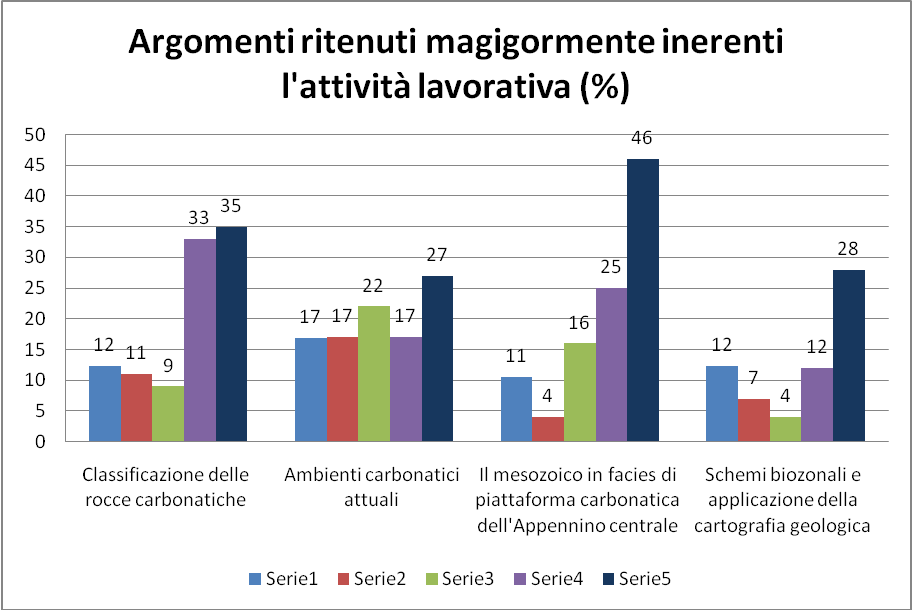 Argomenti ritenuti magigormente inerenti
l'attività lavorativa (%)
50
45
40
35
30
25
20
15
10
5
0
12
11
9
33
35
17
17
22
17
27
11
4
16
25
46
12
7
4
12
28
Classificazione delle
rocce carbonatiche
Ambienti carbonatici
attuali
Il mesozoico in facies di
piattaforma carbonatica
dell'Appennino centrale
Schemi biozonali e
applicazione della
cartografia geologica
Serie1 Serie2 Serie3 Serie4 Serie5